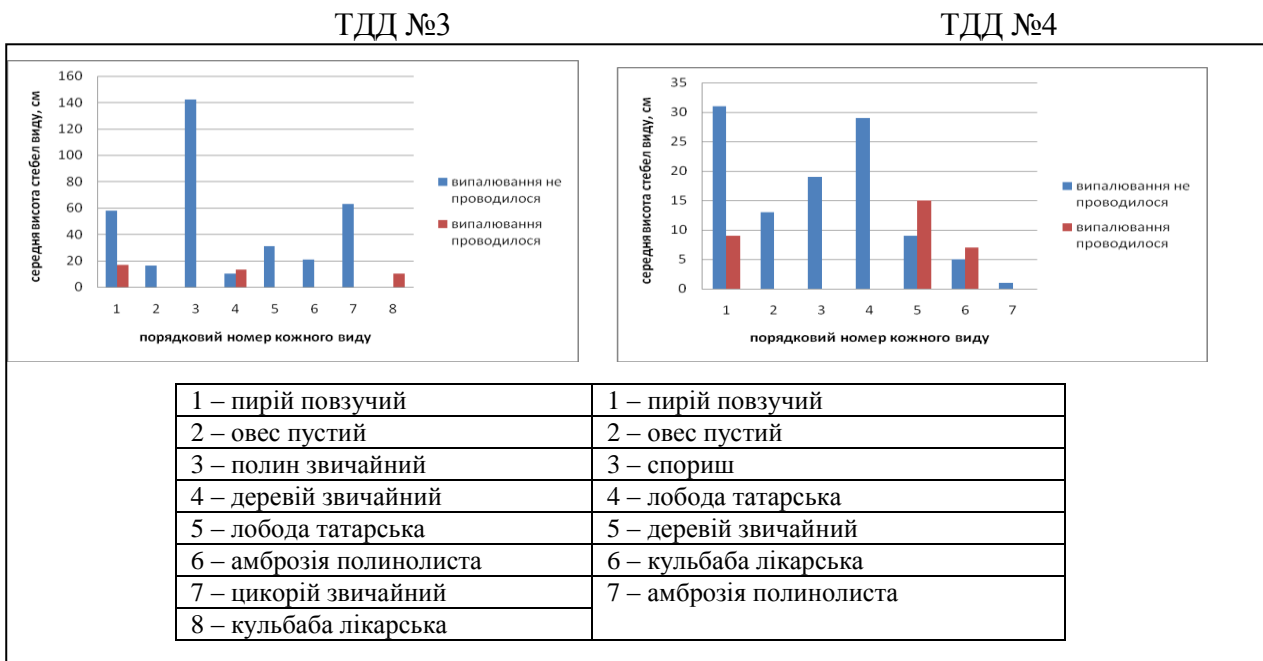 ТДД №3
ТДД №4
середня висота стебел виду, см
160
140
120
100
80
60
40
20
0
1 2 3 4 5 6 7 8
порядковий номер кожного виду
випалювання не
проводилося
випалювання
проводилося
середня висота стебел виду, см
35
30
25
20
15
10
5
0
1 2 3 4 5 6 7
порядковий номер кожного виду
випалювання не
проводилося
випалювання
проводилося
1 – пирій повзучий 1 – пирій повзучий
2 – овес пустий 2 – овес пустий
3 – полин звичайний 3 – спориш
4 – деревій звичайний 4 – лобода татарська
5 – лобода татарська 5 – деревій звичайний
6 – амброзія полинолиста 6 – кульбаба лікарська
7 – цикорій звичайний 7 – амброзія полинолиста
8 – кульбаба лікарська